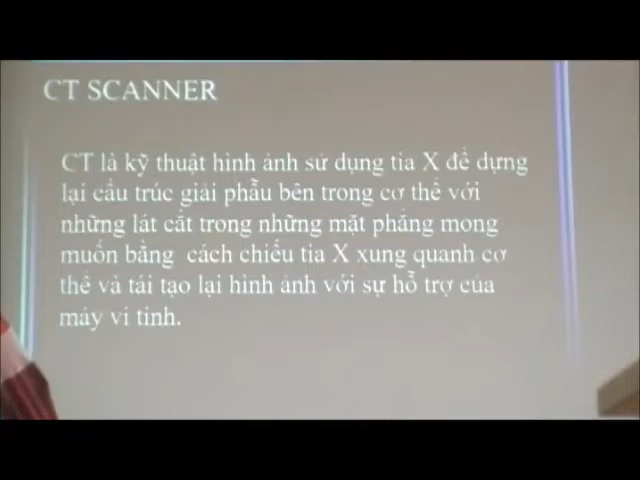 CT SCANNER
CT là kỹ thuật hình ảnh sử dụng tia X để dựng
lại cấu trúc giải phẫu bên trong cơ thể với
những lát cắt trong những mặt phẳng mong
muốn bằng cách chiếu tia X xung quanh cơ
thể và tái tạo lại hình ảnh với sự hỗ trợ của
máy vi tính.